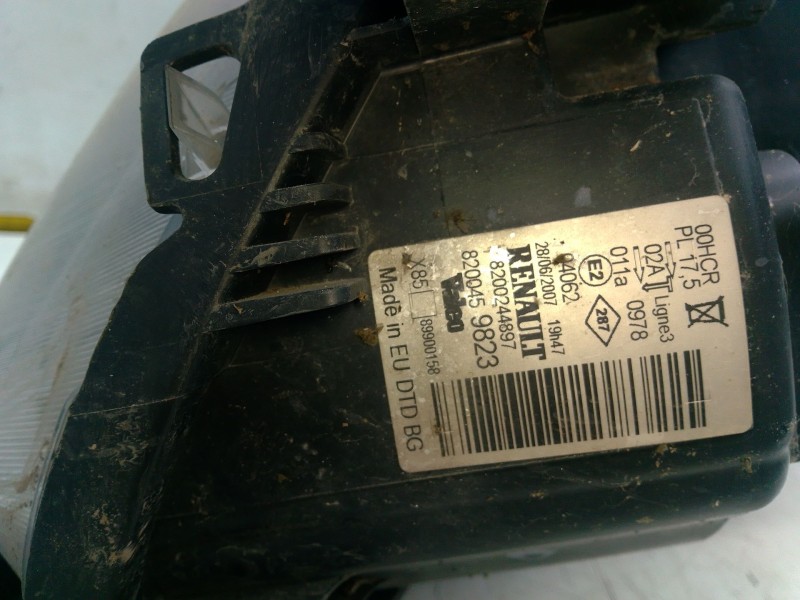 00HCR
PL 17,5
02A Ligne3
011a 0978
E2 287
04062
28/06/2007 19h47
RENAULT
8200244897
Valeo
820045 9823
X85 89900158
Made in EU DTD BG